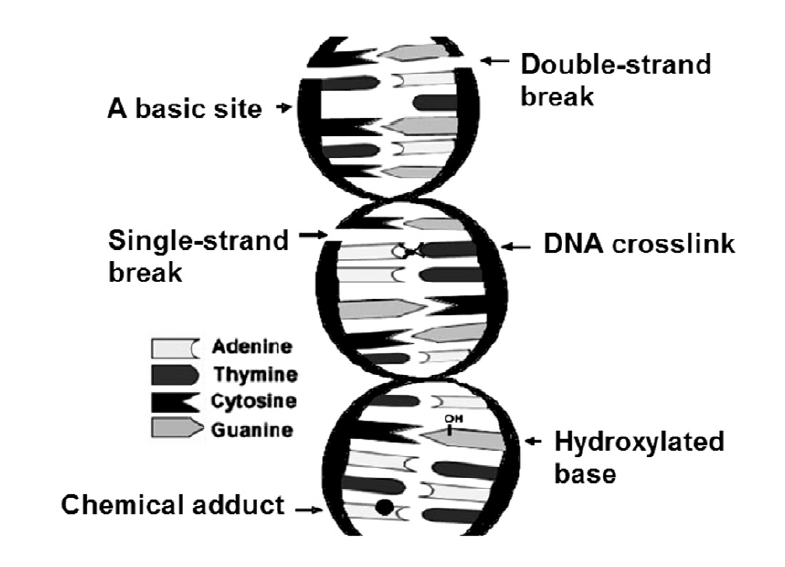 Double-strand
break
A basic site
Single-strand
break
DNA crosslink
Adenine
Thymine
Cytosine
Guanine
OH
Hydroxylated
base
Chemical adduct